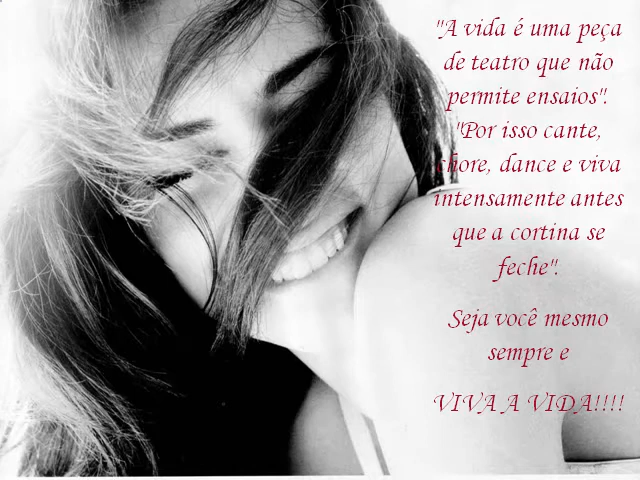 "A vida é uma peça
de teatro que não
permite ensaios".
"Por isso cante,
chore, dance e viva
intensamente antes
que a cortina se
feche".
Seja você mesmo
sempre e
VIVA A VIDA!!!!